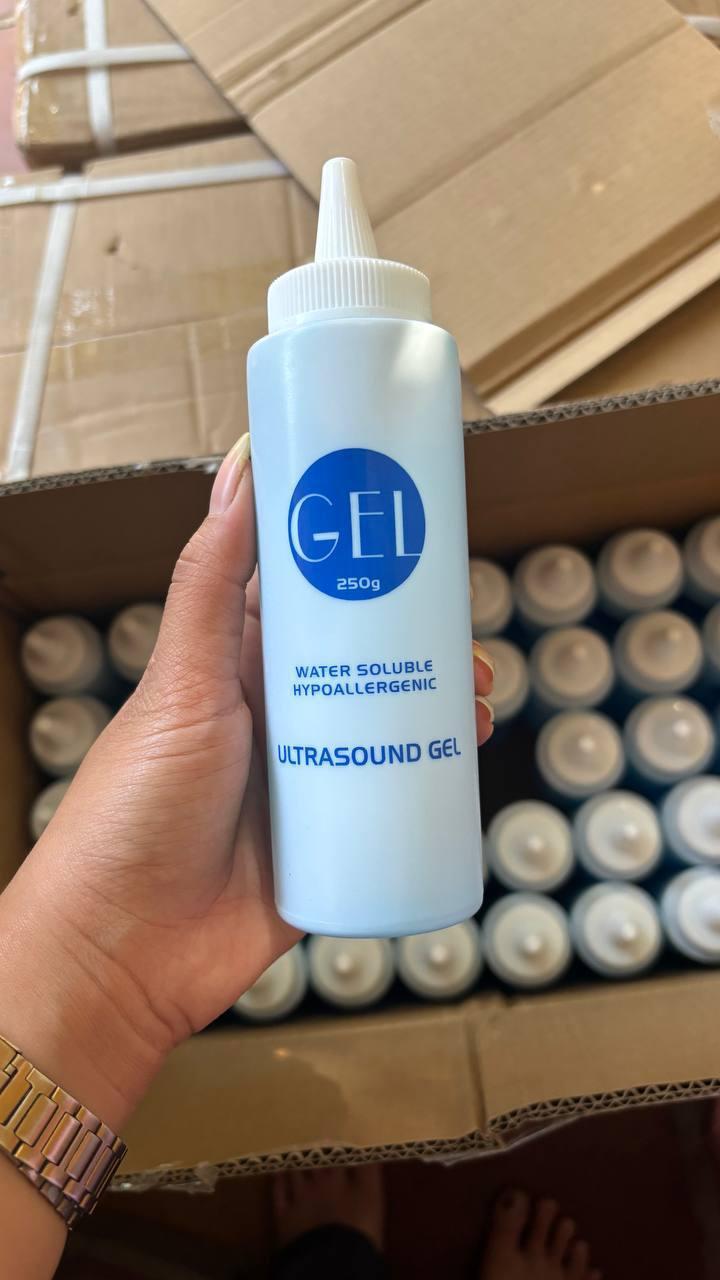 GEL
250g
WATER SOLUBLE
HYPOALLERGENIC
ULTRASOUND GEL